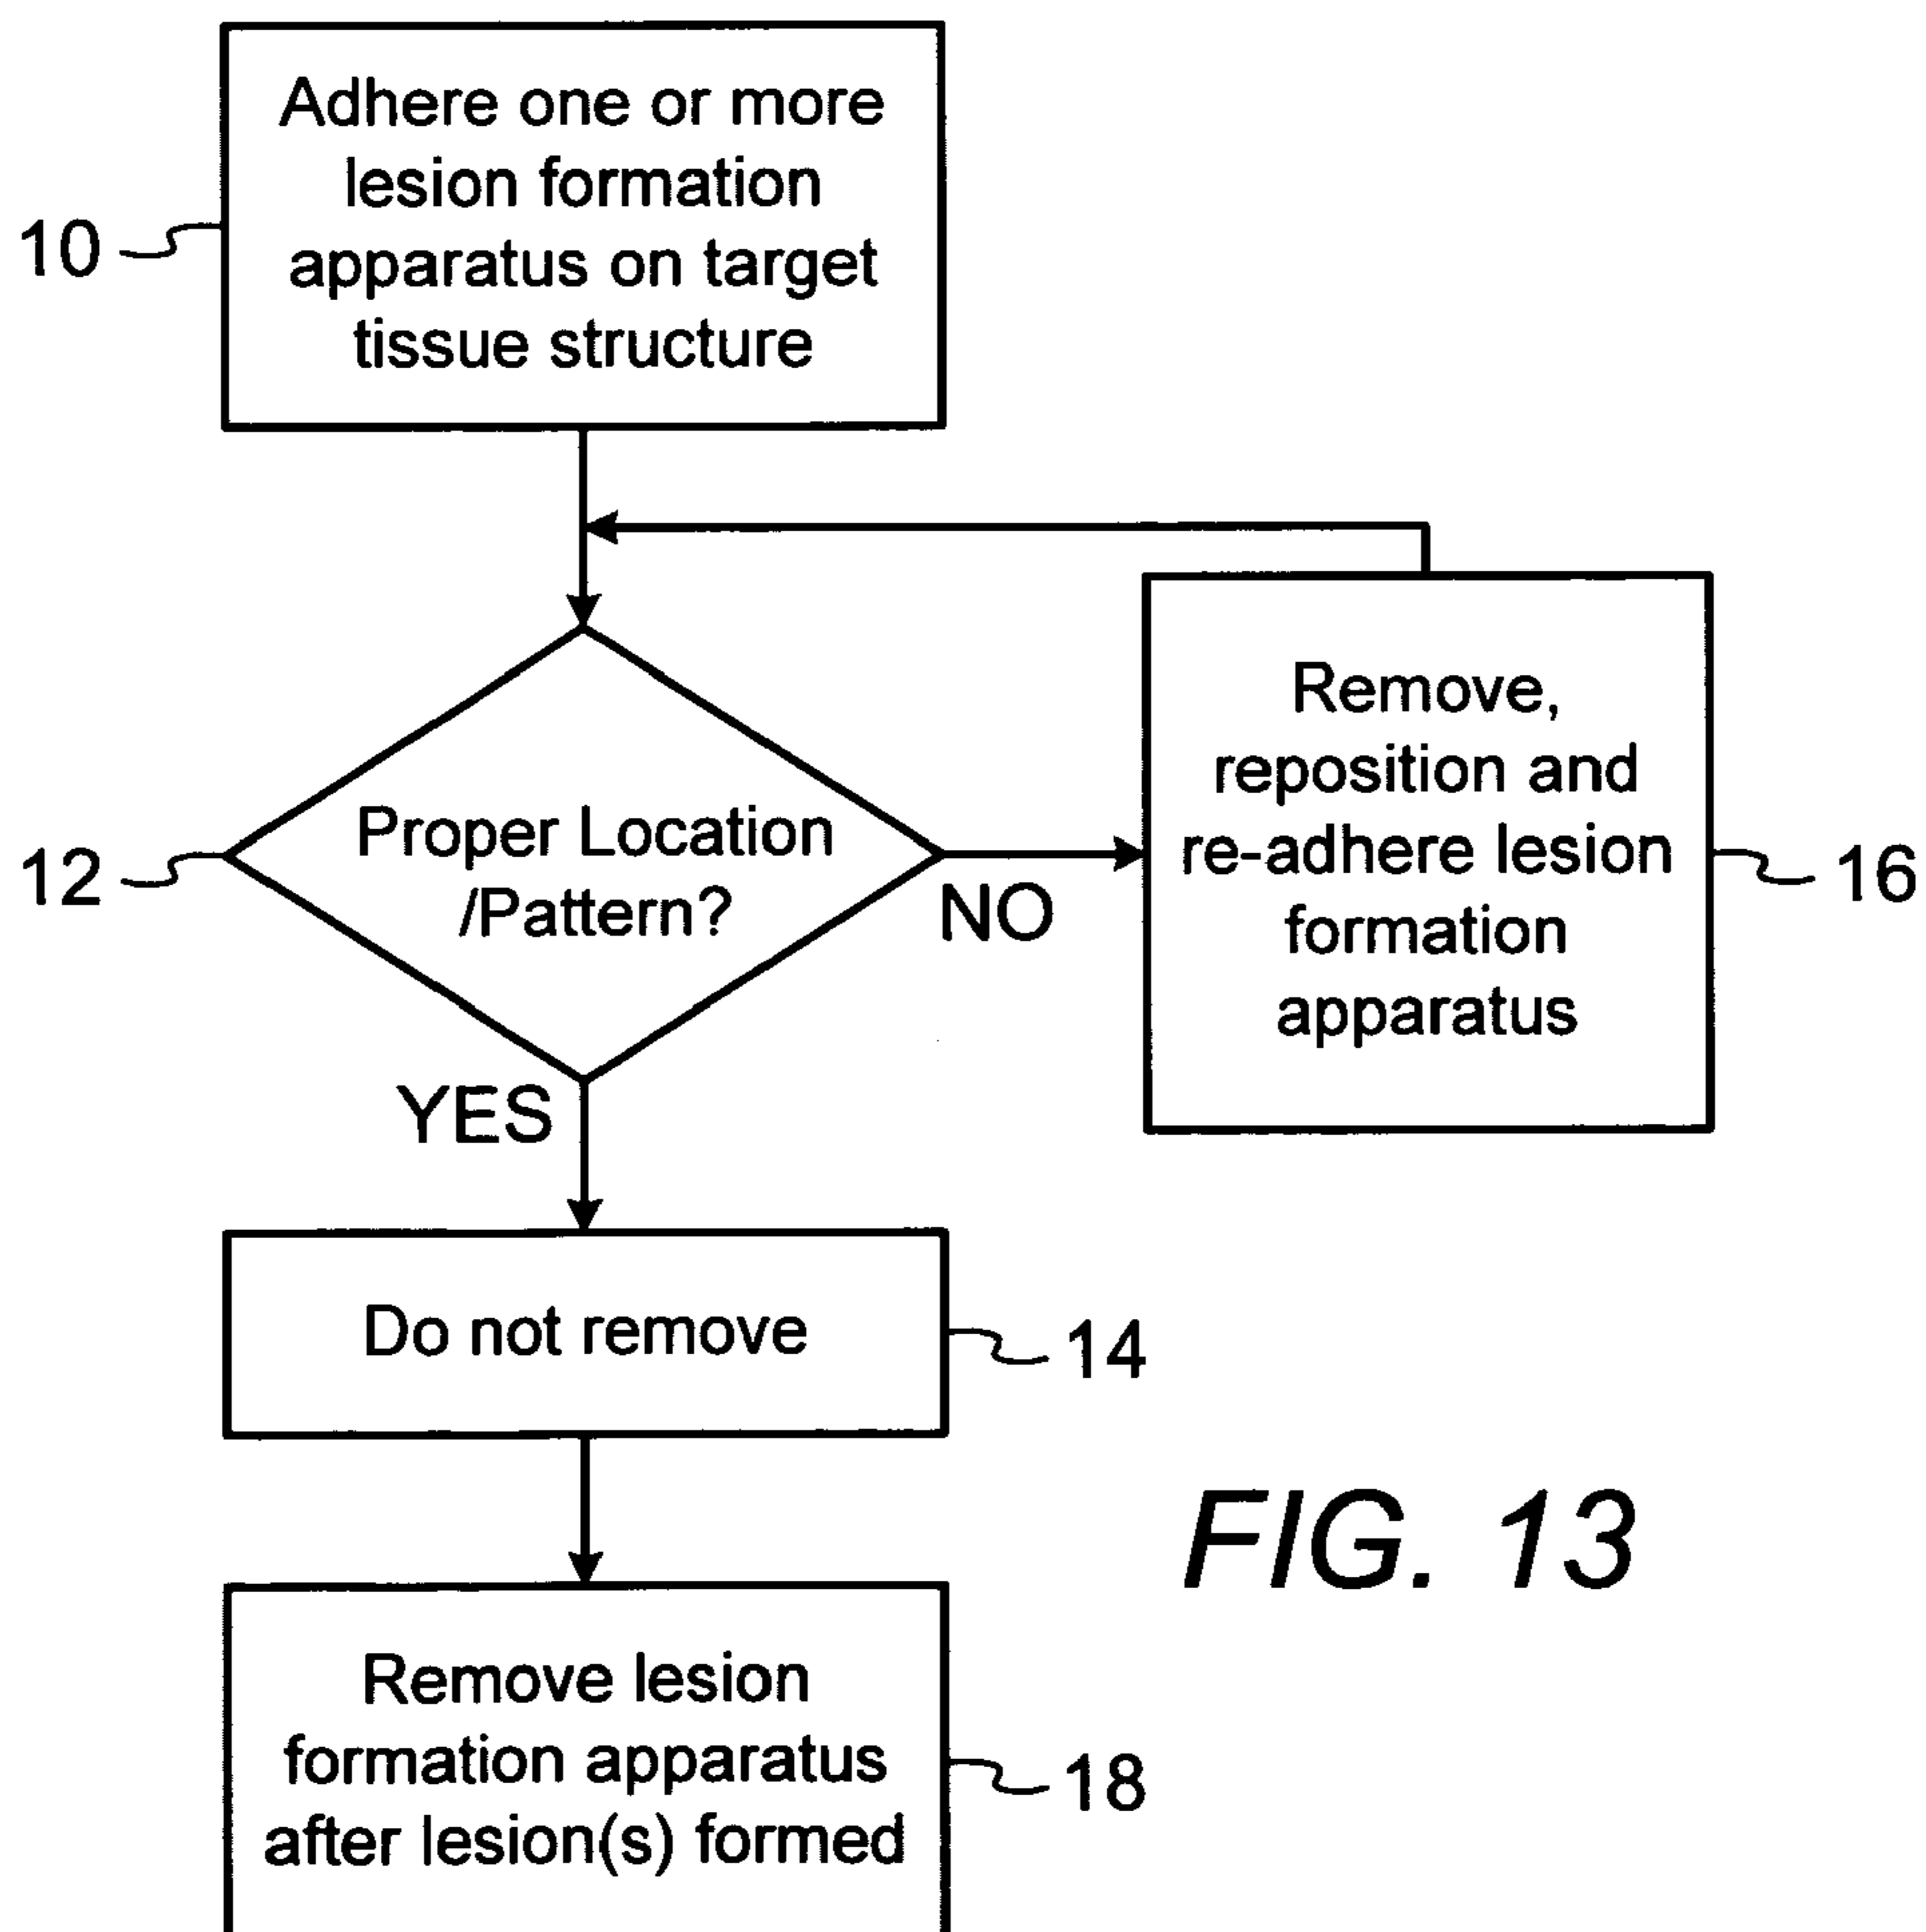 Adhere one or more
lesion formation
apparatus on target
tissue structure
10
Proper Location
/Pattern?
12
NO
Remove,
reposition and
re-adhere lesion
formation
apparatus
16
YES
Do not remove
14
FIG. 13
Remove lesion
formation apparatus
after lesion(s) formed
18